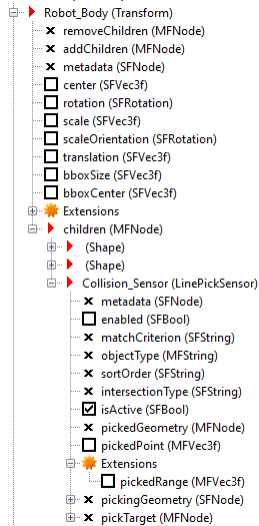 Robot_Body (Transform)
removeChildren (MFNode)
addChildren (MFNode)
metadata (SFNode)
center (SFVec3f)
rotation (SFRotation)
scale (SFVec3f)
scaleOrientation (SFRotation)
translation (SFVec3f)
bboxSize (SFVec3f)
bboxCenter (SFVec3f)
Extensions
children (MFNode)
(Shape)
(Shape)
Collision_Sensor (LinePickSensor)
metadata (SFNode)
enabled (SFBool)
matchCriterion (SFString)
objectType (MFString)
sortOrder (SFString)
intersectionType (SFString)
isActive (SFBool)
pickedGeometry (MFNode)
pickedPoint (MFVec3f)
Extensions
pickedRange (MFVec3f)
pickingGeometry (SFNode)
pickTarget (MFNode)